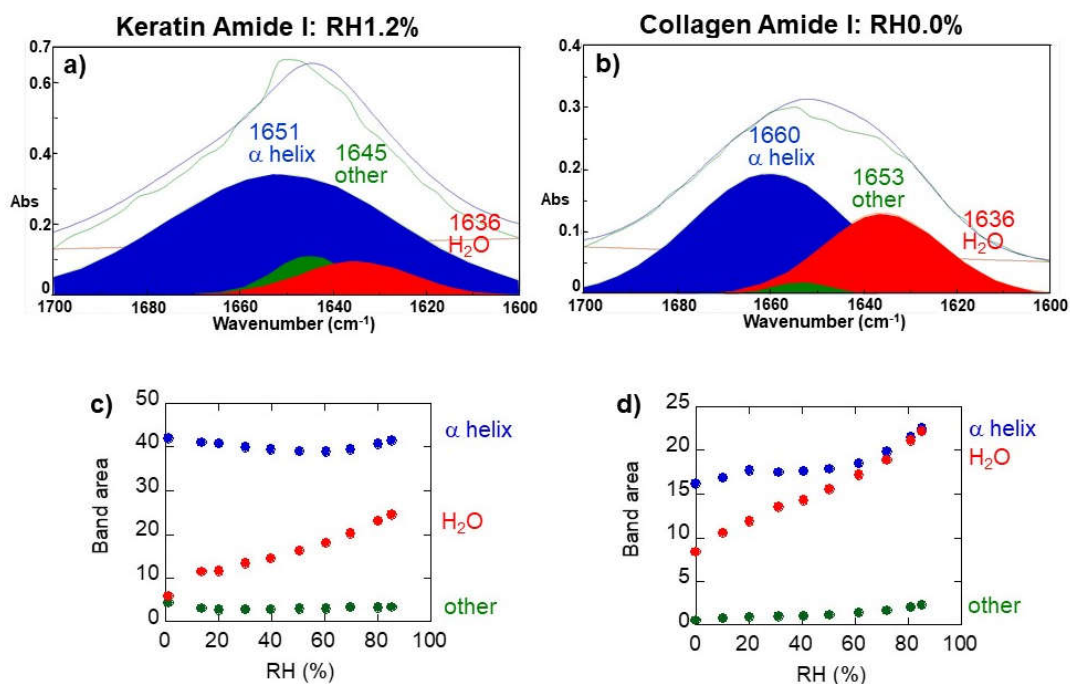 Keratin Amide I: RH1.2%
a)
0.7
0.6
0.4
Abs
0.2
0
1651
α helix
1645
other
1636
H₂O
1700 1680 1660 1640 1620 1600
Wavenumber (cm⁻¹)
Collagen Amide I: RH0.0%
b)
0.4
0.3
0.2
Abs
0.1
0
1660
α helix
1653
other
1636
H₂O
1700 1680 1660 1640 1620 1600
Wavenumber (cm⁻¹)
c)
50
40
30
20
10
0
Band area
α helix
H₂O
other
0 20 40 60 80 100
RH (%)
d)
25
20
15
10
5
0
Band area
α helix
H₂O
other
0 20 40 60 80 100
RH (%)